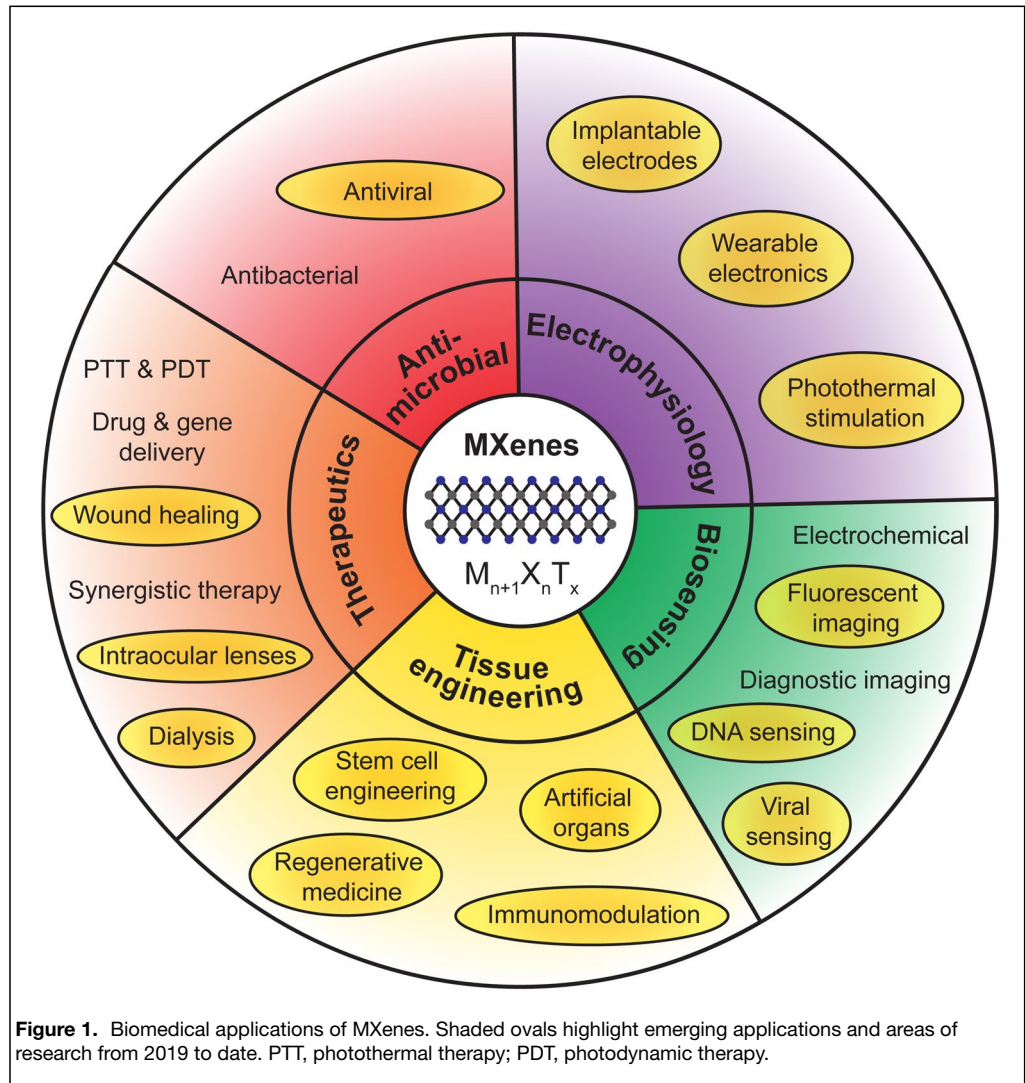 Implantable
electrodes
Wearable
electronics
Photothermal
stimulation
Electrophysiology
Antiviral
Antibacterial
Anti-
microbial
PTT & PDT
Drug & gene
delivery
Wound healing
Synergistic therapy
Intraocular lenses
Dialysis
Therapeutics
MXenes
Mn+1XnTx
Biosensing
Electrochemical
Fluorescent
imaging
Diagnostic imaging
DNA sensing
Viral
sensing
Tissue
engineering
Stem cell
engineering
Artificial
organs
Regenerative
medicine
Immunomodulation
Figure 1. Biomedical applications of MXenes. Shaded ovals highlight emerging applications and areas of
research from 2019 to date. PTT, photothermal therapy; PDT, photodynamic therapy.